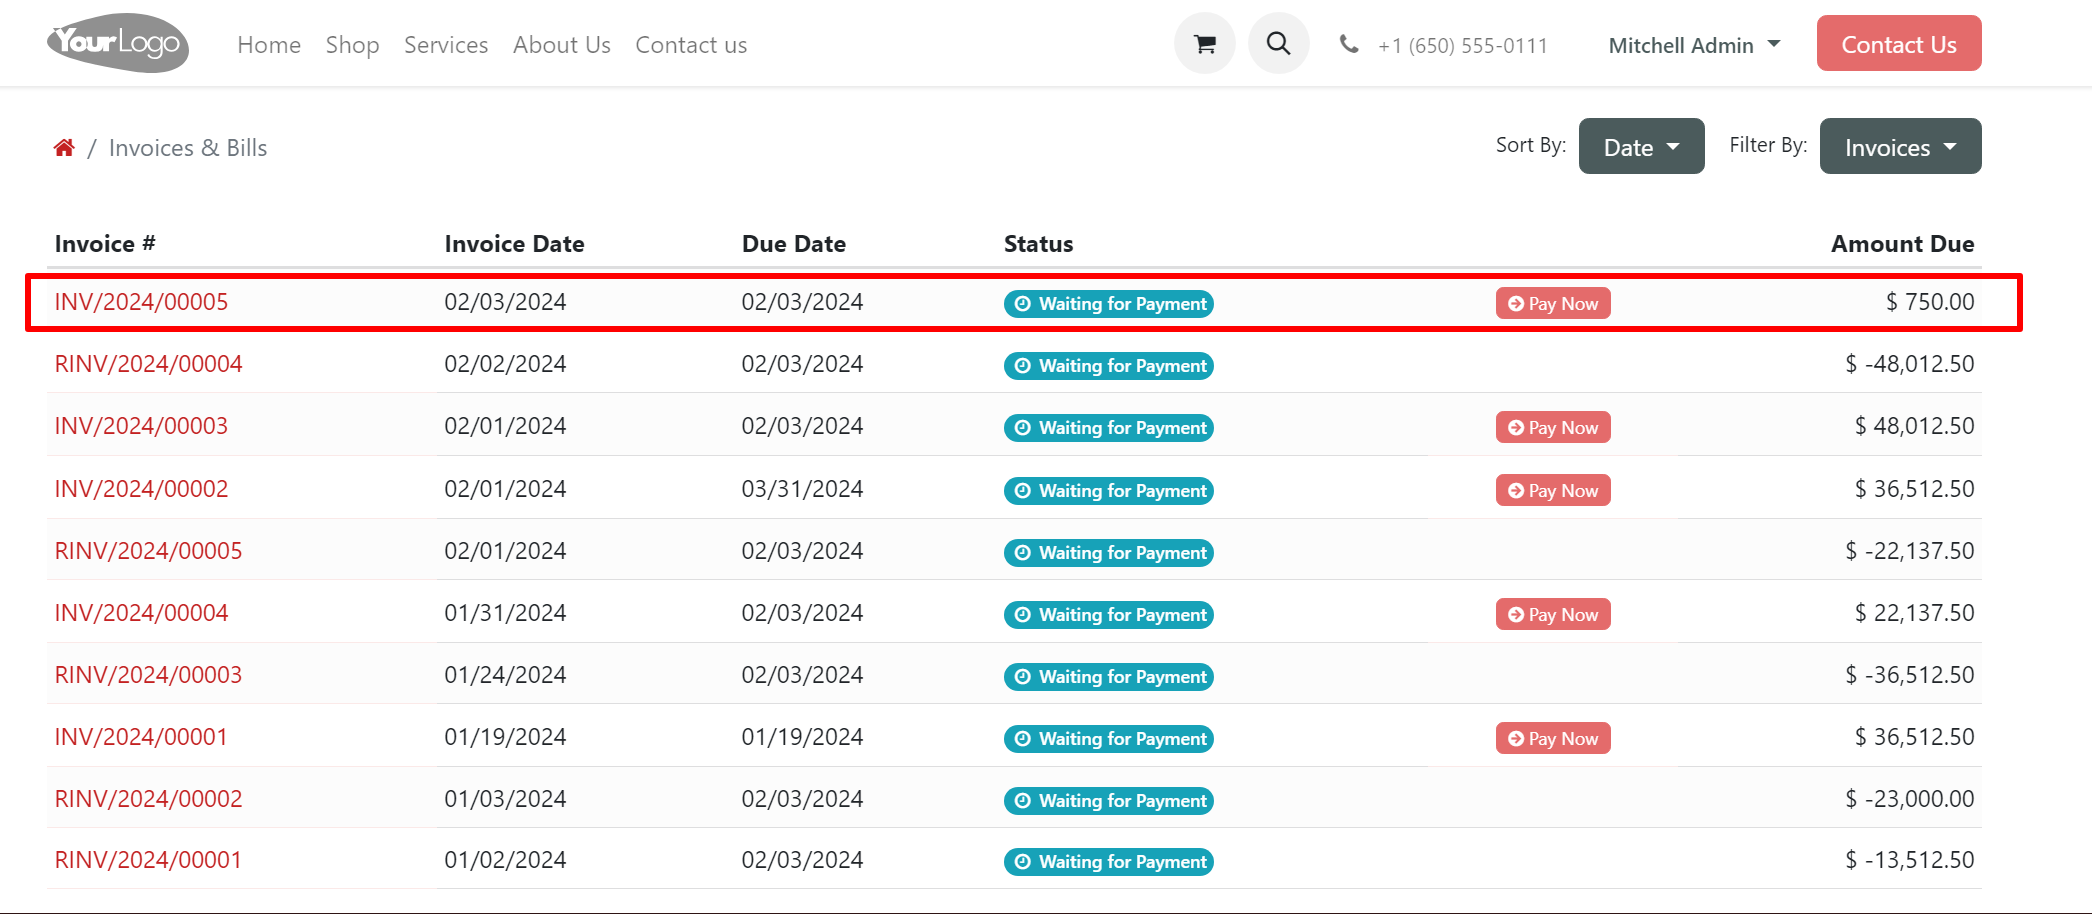 YourLogo Home Shop Services About Us Contact us +1 (650) 555-0111 Mitchell Admin Contact Us
/ Invoices & Bills Sort By: Date Filter By: Invoices
Invoice # Invoice Date Due Date Status Amount Due
INV/2024/00005 02/03/2024 02/03/2024 Waiting for Payment Pay Now $ 750.00
RINV/2024/00004 02/02/2024 02/03/2024 Waiting for Payment $ -48,012.50
INV/2024/00003 02/01/2024 02/03/2024 Waiting for Payment Pay Now $ 48,012.50
INV/2024/00002 02/01/2024 03/31/2024 Waiting for Payment Pay Now $ 36,512.50
RINV/2024/00005 02/01/2024 02/03/2024 Waiting for Payment $ -22,137.50
INV/2024/00004 01/31/2024 02/03/2024 Waiting for Payment Pay Now $ 22,137.50
RINV/2024/00003 01/24/2024 02/03/2024 Waiting for Payment $ -36,512.50
INV/2024/00001 01/19/2024 01/19/2024 Waiting for Payment Pay Now $ 36,512.50
RINV/2024/00002 01/03/2024 02/03/2024 Waiting for Payment $ -23,000.00
RINV/2024/00001 01/02/2024 02/03/2024 Waiting for Payment $ -13,512.50